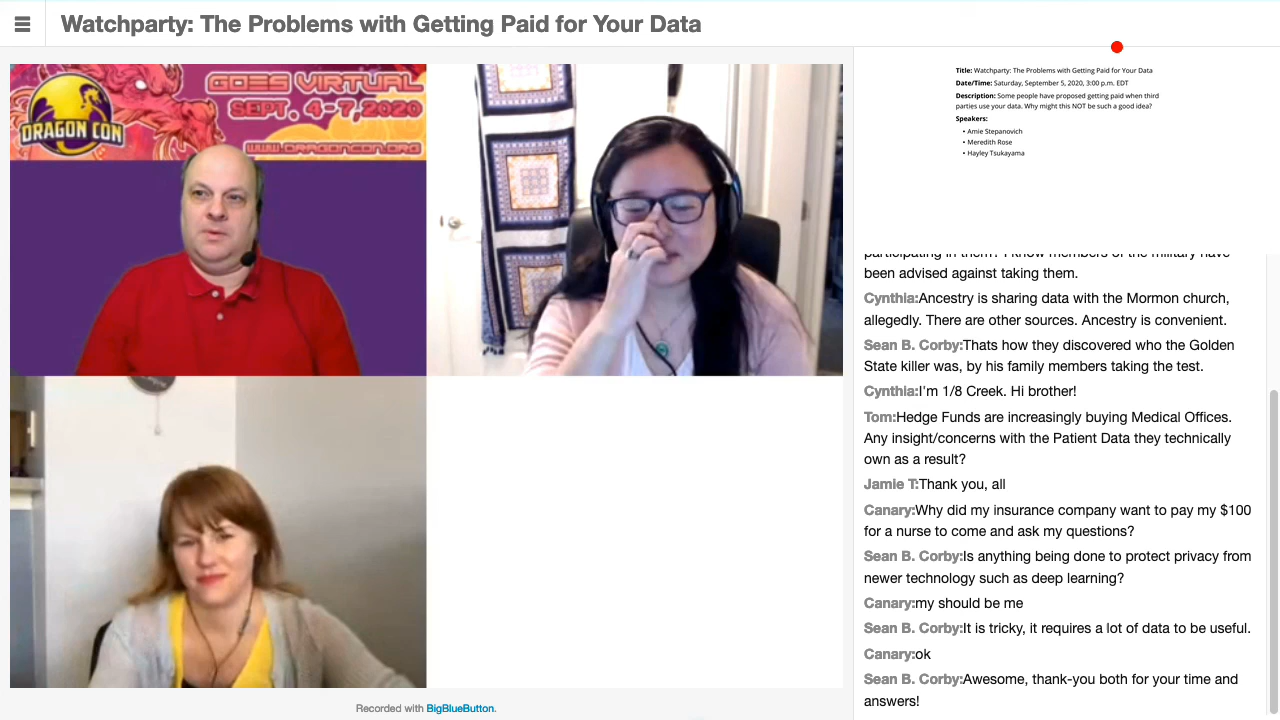 Watchparty: The Problems with Getting Paid for Your Data
GOES VIRTUAL
SEPT. 4-7, 2020
DRAGON CON
WWW.DRAGONCON.ORG
Title: Watchparty: The Problems with Getting Paid for Your Data
Date/Time: Saturday, September 5, 2020, 3:00 p.m. EDT
Description: Some people have proposed getting paid when third
parties use your data. Why might this NOT be such a good idea?
Speakers:
• Amie Stepanovich
• Meredith Rose
• Hayley Tsukayama
participating in them? I know members of the military have
been advised against taking them.
Cynthia:Ancestry is sharing data with the Mormon church,
allegedly. There are other sources. Ancestry is convenient.
Sean B. Corby:Thats how they discovered who the Golden
State killer was, by his family members taking the test.
Cynthia:I'm 1/8 Creek. Hi brother!
Tom:Hedge Funds are increasingly buying Medical Offices.
Any insight/concerns with the Patient Data they technically
own as a result?
Jamie T:Thank you, all
Canary:Why did my insurance company want to pay my $100
for a nurse to come and ask my questions?
Sean B. Corby:Is anything being done to protect privacy from
newer technology such as deep learning?
Canary:my should be me
Sean B. Corby:It is tricky, it requires a lot of data to be useful.
Canary:ok
Sean B. Corby:Awesome, thank-you both for your time and
answers!
Recorded with BigBlueButton.